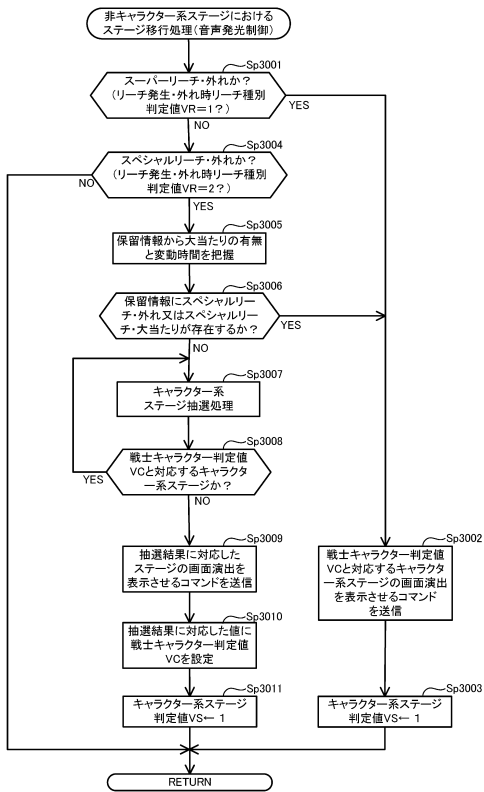 非キャラクター系ステージにおける
ステージ移行処理(音声発光制御)
Sp3001
スーパーリーチ・外れか?
(リーチ発生・外れ時リーチ種別
判定値VR=1?)
YES
NO
Sp3004
スペシャルリーチ・外れか?
(リーチ発生・外れ時リーチ種別
判定値VR=2?)
NO
YES
Sp3005
保留情報から大当たりの有無
と変動時間を把握
Sp3006
保留情報にスペシャルリー
チ・外れ又はスペシャルリー
チ・大当たりが存在するか?
YES
NO
Sp3007
キャラクター系
ステージ抽選処理
Sp3008
戦士キャラクター判定値
VCと対応するキャラクタ
ー系ステージか?
YES
NO
Sp3009
抽選結果に対応した
ステージの画面演出を
表示させるコマンドを送信
Sp3002
戦士キャラクター判定値
VCと対応するキャラクタ
ー系ステージの画面演出
を表示させるコマンド
を送信
Sp3010
抽選結果に対応した値に
戦士キャラクター判定値
VCを設定
Sp3011
キャラクター系ステージ
判定値VS← 1
Sp3003
キャラクター系ステージ
判定値VS← 1
RETURN